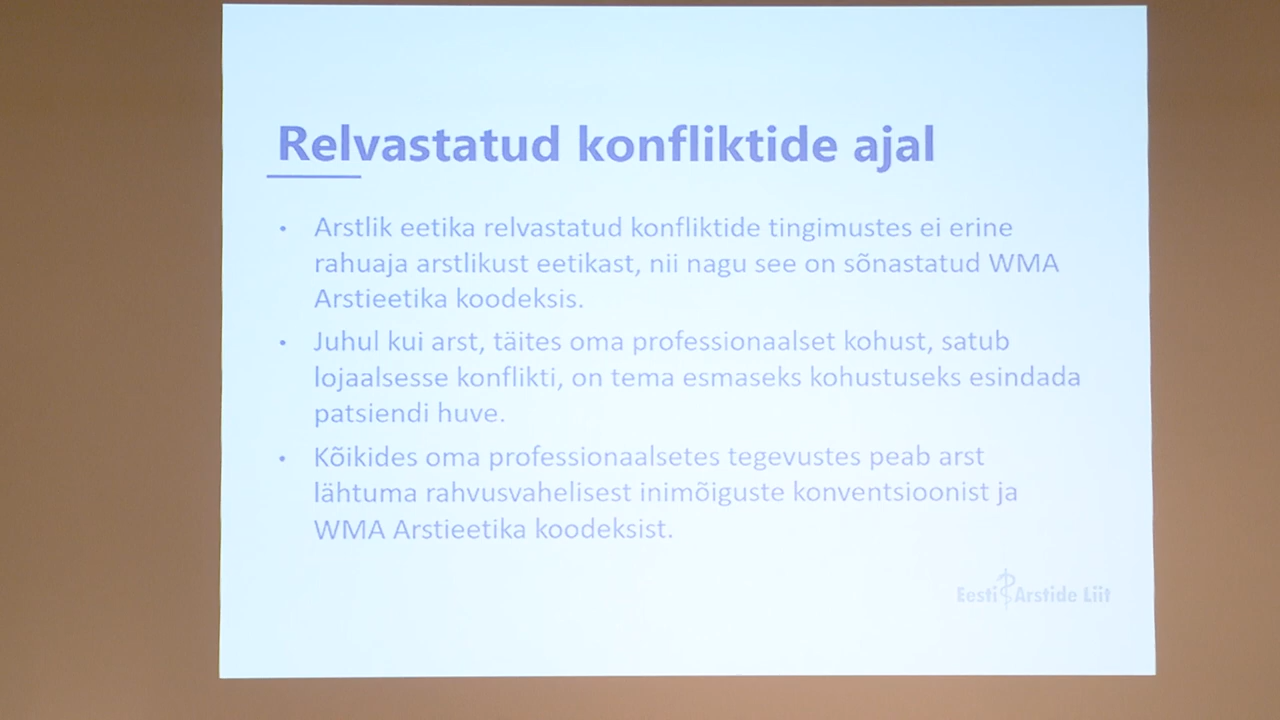 Relvastatud konfliktide ajal
• Arstlik eetika relvastatud konfliktide tingimustes ei erine
rahuaja arstlikust eetikast, nii nagu see on sõnastatud WMA
Arstieetika koodeksis.
• Juhul kui arst, täites oma professionaalset kohust, satub
lojaalsesse konflikti, on tema esmaseks kohustuseks esindada
patsiendi huve.
• Kõikides oma professionaalsetes tegevustes peab arst
lähtuma rahvusvahelisest inimõiguste konventsioonist ja
WMA Arstieetika koodeksist.
Eesti Arstide Liit